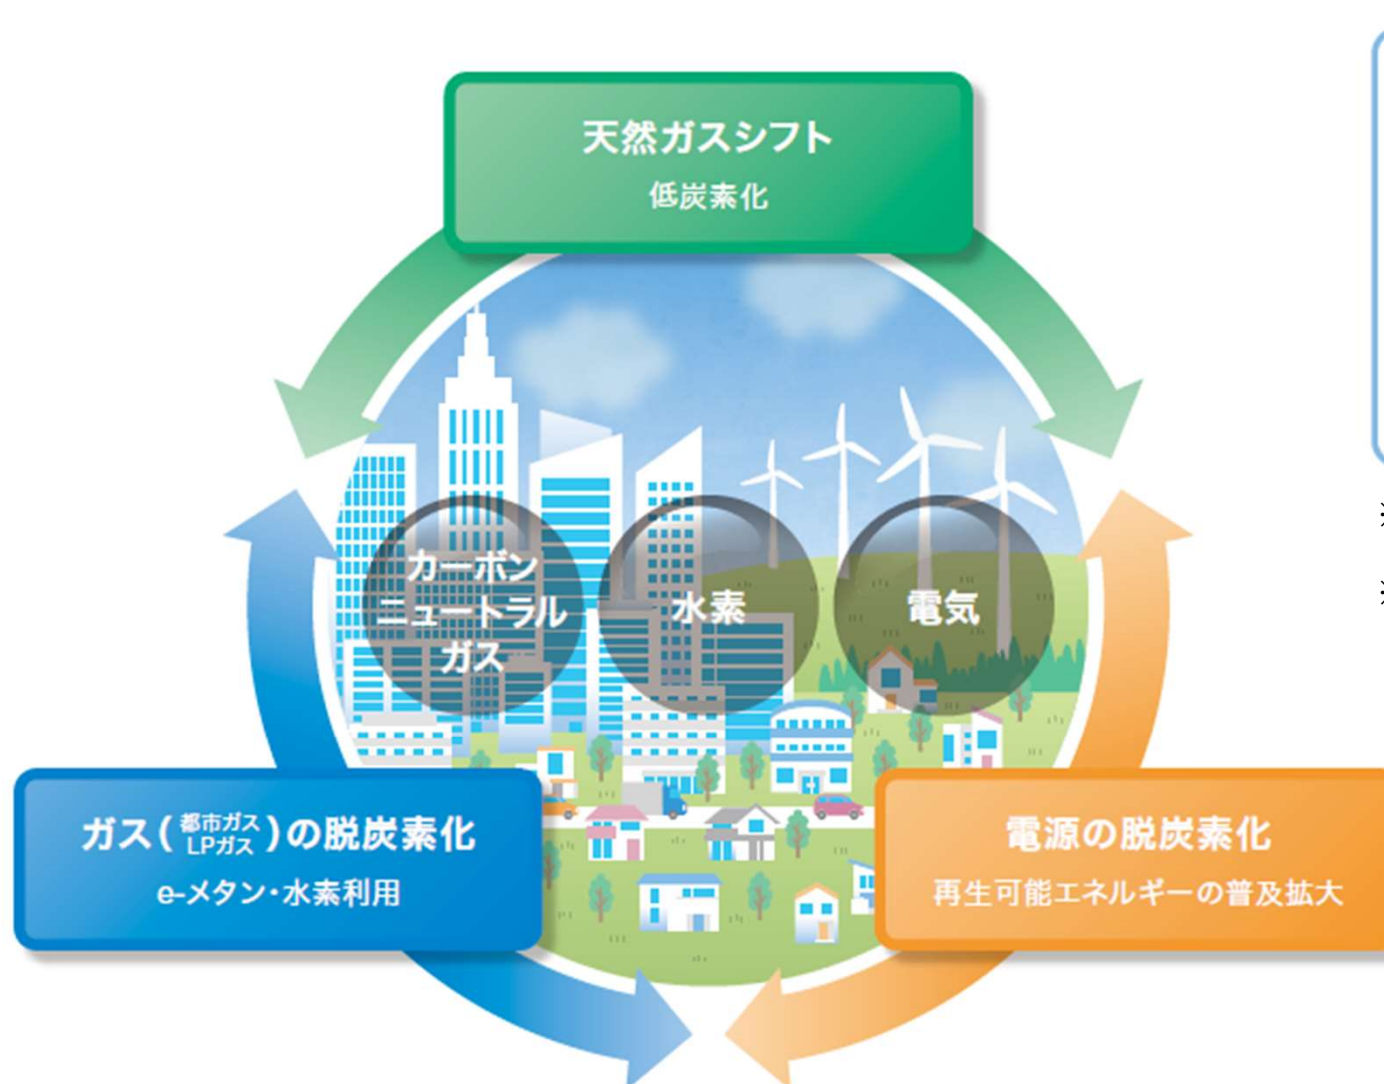 天然ガスシフト
低炭素化
カーボン
ニュートラル
ガス
水素
電気
ガス(都市ガス LPガス)の脱炭素化
e-メタン・水素利用
電源の脱炭素化
再生可能エネルギーの普及拡大
※
※